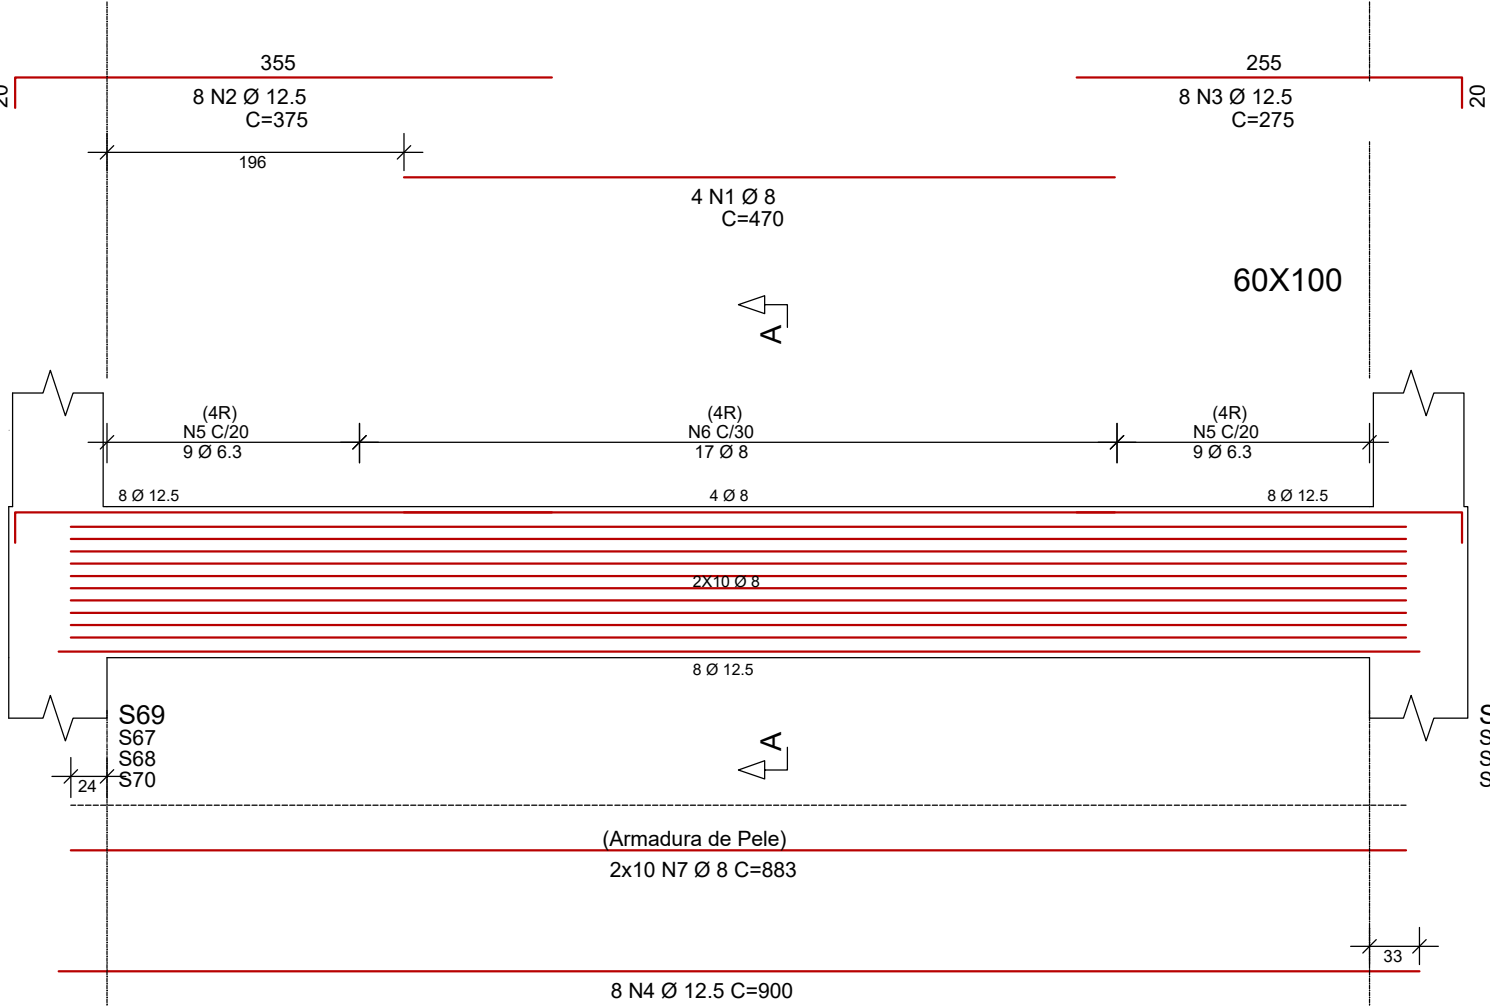 355
255
20
8 N2 Ø 12.5
C=375
8 N3 Ø 12.5
C=275
20
196
4 N1 Ø 8
C=470
60X100
A
(4R)
N5 C/20
9 Ø 6.3
(4R)
N6 C/30
17 Ø 8
(4R)
N5 C/20
9 Ø 6.3
8 Ø 12.5
4 Ø 8
8 Ø 12.5
2X10 Ø 8
8 Ø 12.5
S69
S67
S68
S70
S
S
S
S
A
24
(Armadura de Pele)
2x10 N7 Ø 8 C=883
33
8 N4 Ø 12.5 C=900